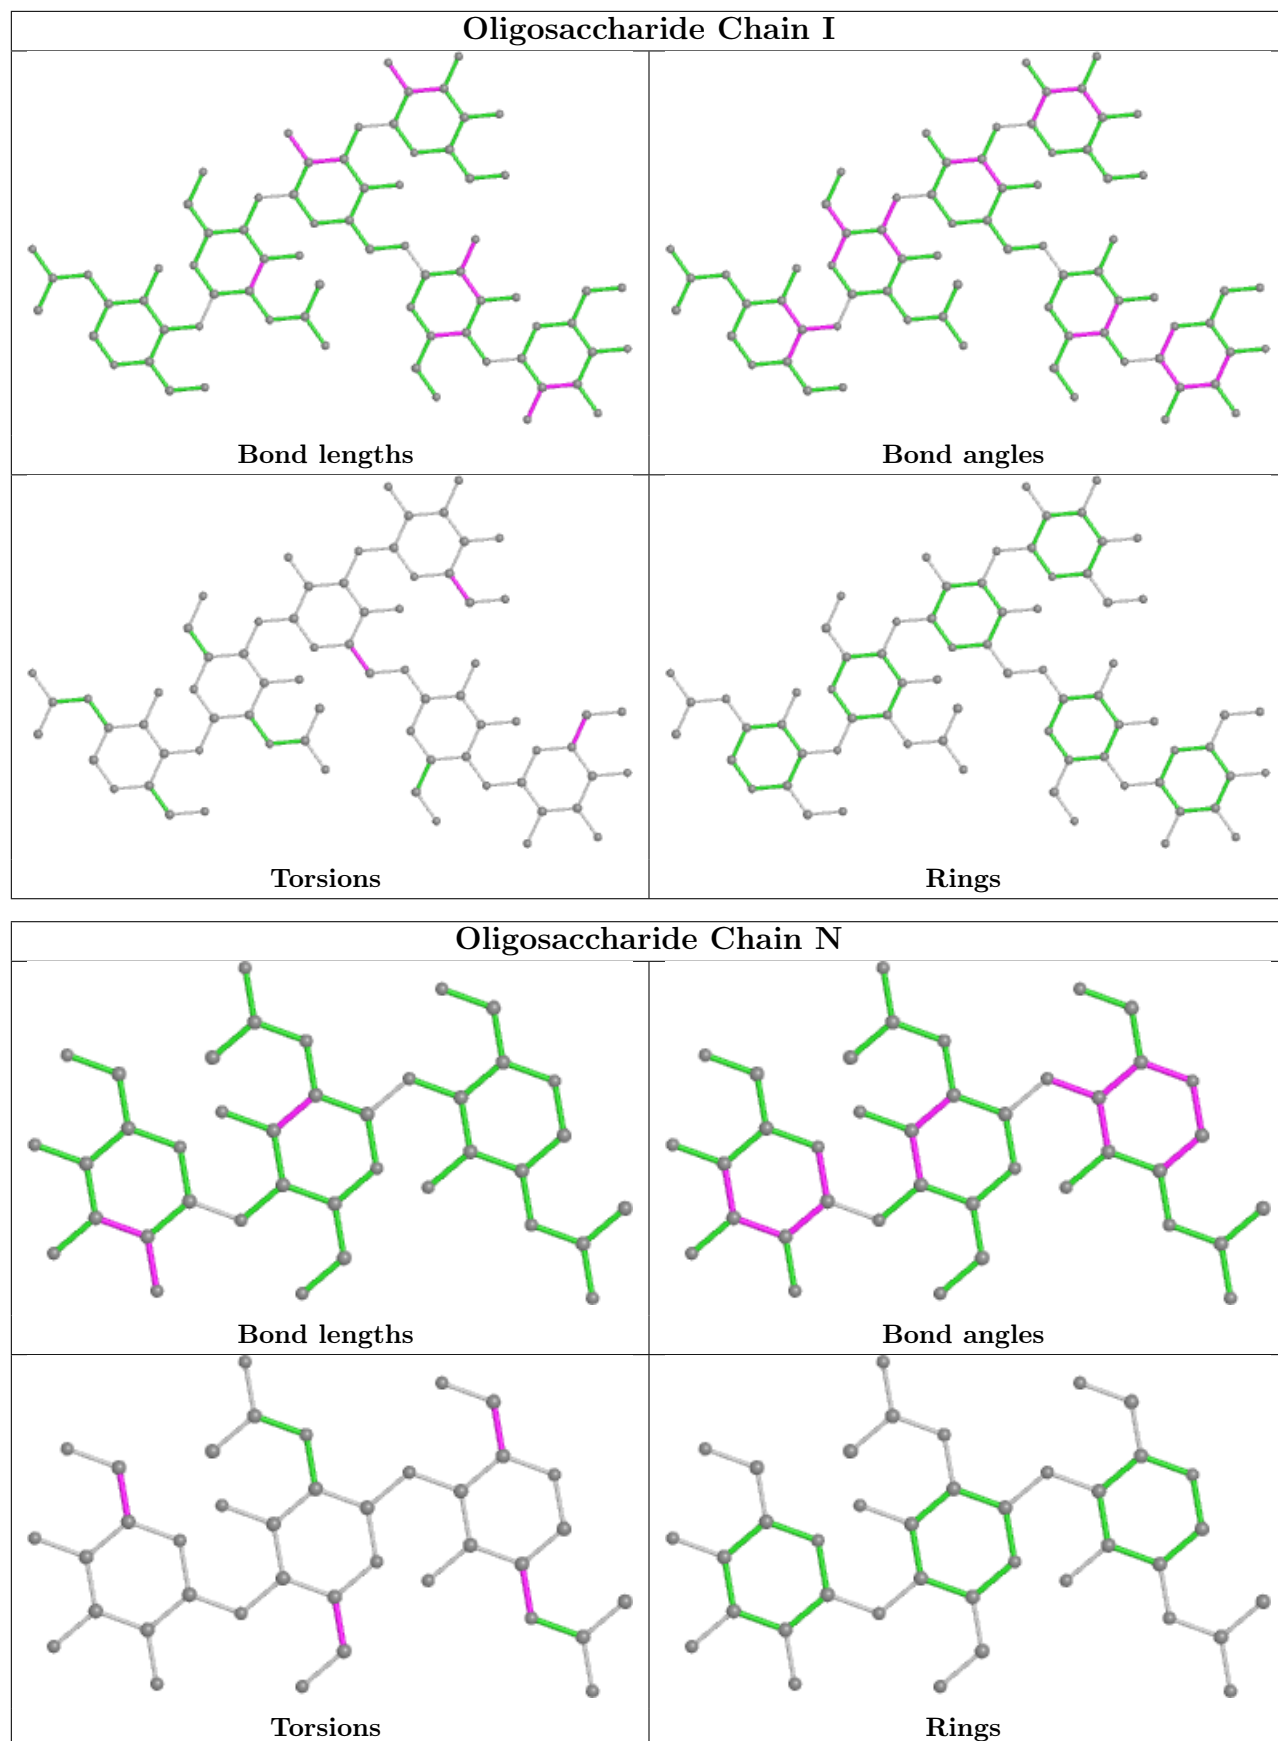 Oligosaccharide Chain I
Bond lengths
Bond angles
Torsions
Rings
Oligosaccharide Chain N
Bond lengths
Bond angles
Torsions
Rings